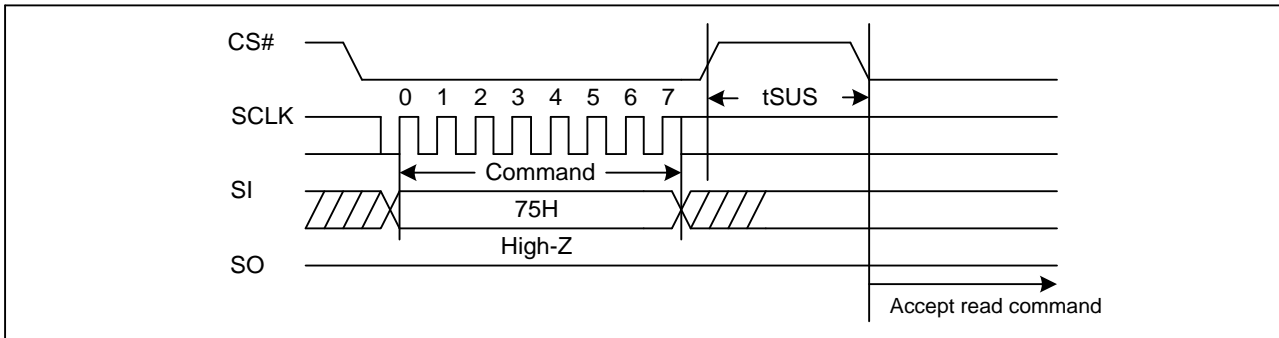 CS#
tSUS
0 1 2 3 4 5 6 7
SCLK
Command
SI
75H
High-Z
SO
Accept read command